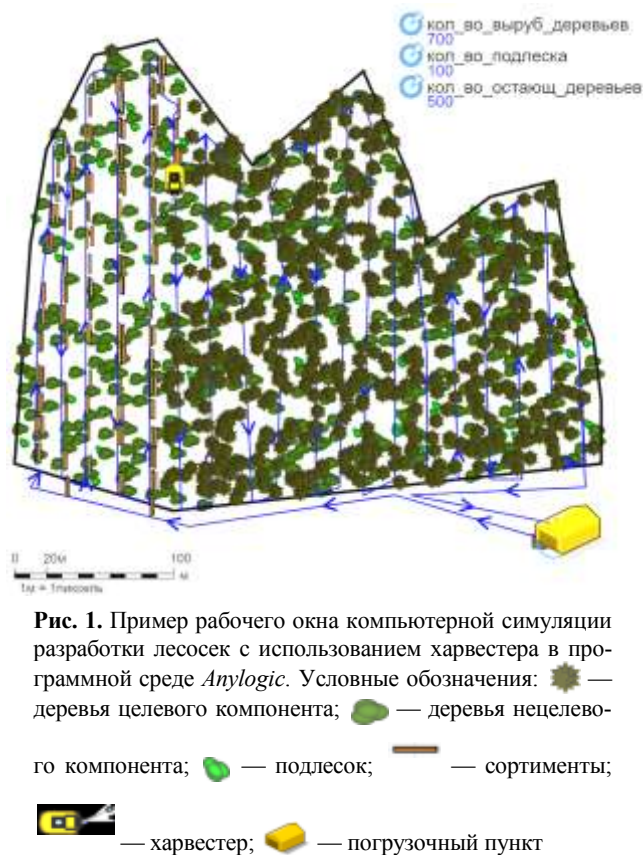 кол_во_выруб_деревьев
700
кол_во_подлеска
100
кол_во_остающ_деревьев
500
0 20м 100
м
1м = 1пиксель
Рис. 1. Пример рабочего окна компьютерной симуляции
разработки лесосек с использованием харвестера в про-
граммной среде Anylogic. Условные обозначения: —
деревья целевого компонента; — деревья нецелево-
го компонента; — подлесок; — сортименты;
— харвестер; — погрузочный пункт